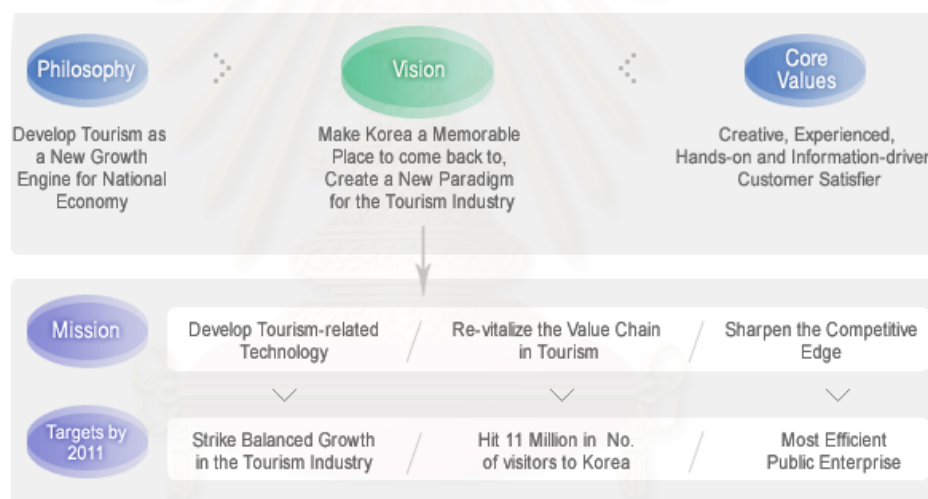 Philosophy
Vision
Core
Values
Develop Tourism as
a New Growth
Engine for National
Economy
Make Korea a Memorable
Place to come back to,
Create a New Paradigm
for the Tourism Industry
Creative, Experienced,
Hands-on and Information-driven
Customer Satisfier
Mission
Develop Tourism-related
Technology
Re-vitalize the Value Chain
in Tourism
Sharpen the Competitive
Edge
Targets by
2011
Strike Balanced Growth
in the Tourism Industry
Hit 11 Million in No.
of visitors to Korea
Most Efficient
Public Enterprise